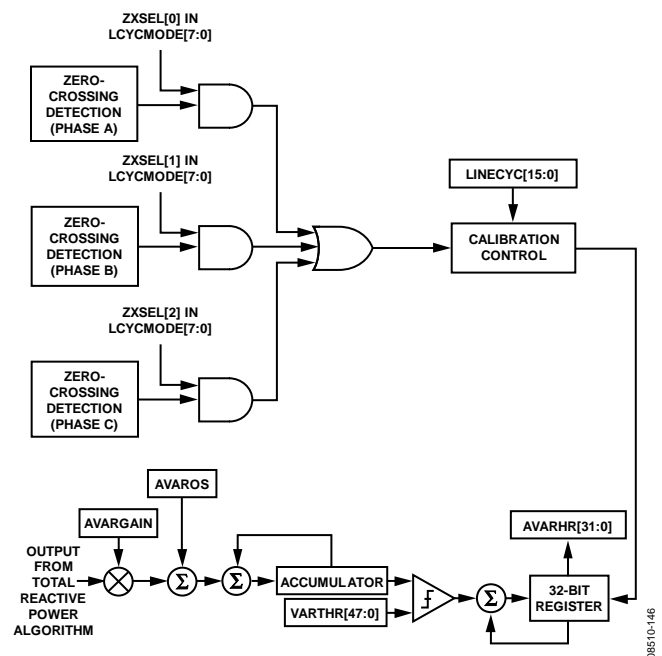 ZXSEL[0] IN
LCYCMODE[7:0]
ZERO-
CROSSING
DETECTION
(PHASE A)
ZXSEL[1] IN
LCYCMODE[7:0]
ZERO-
CROSSING
DETECTION
(PHASE B)
LINECYC[15:0]
CALIBRATION
CONTROL
ZXSEL[2] IN
LCYCMODE[7:0]
ZERO-
CROSSING
DETECTION
(PHASE C)
AVAROS
AVARGAIN
AVARHR[31:0]
OUTPUT
FROM
TOTAL
REACTIVE
POWER
ALGORITHM
Σ
Σ
ACCUMULATOR
VARTHR[47:0]
Σ
32-BIT
REGISTER
08510-146